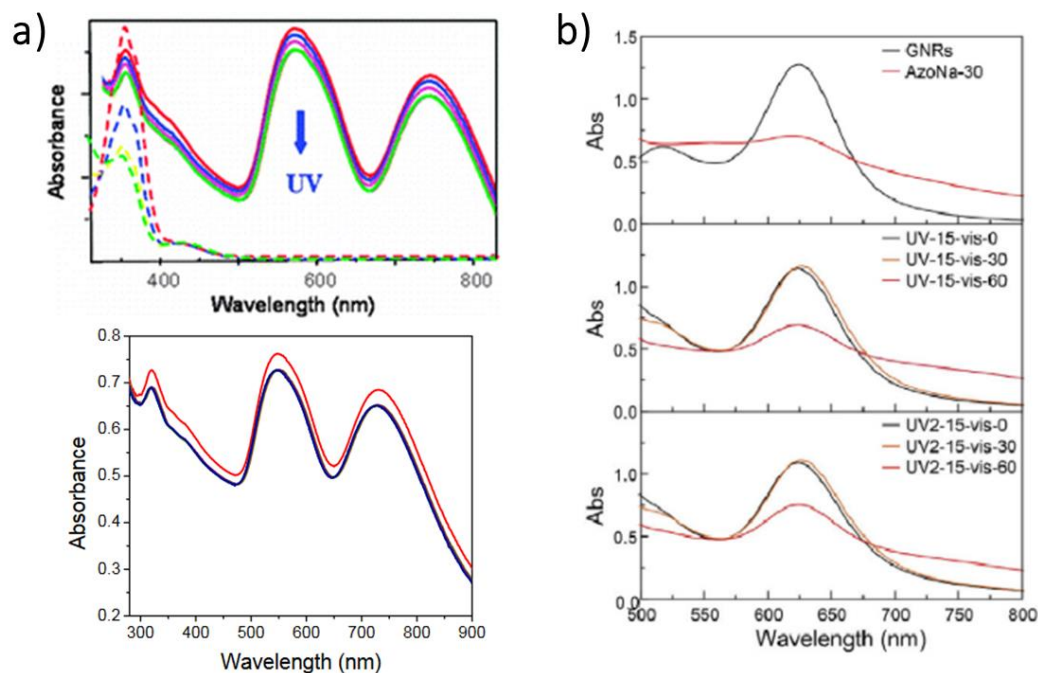 a)
Absorbance
UV
400
600
800
Wavelength (nm)
0.8
0.7
0.6
0.5
0.4
0.3
0.2
Absorbance
300
400
500
600
700
800
900
Wavelength (nm)
b)
1.5
1.0
0.5
0.0
Abs
GNRs
AzoNa-30
1.0
0.5
0.0
Abs
UV-15-vis-0
UV-15-vis-30
UV-15-vis-60
1.0
0.5
0.0
Abs
UV2-15-vis-0
UV2-15-vis-30
UV2-15-vis-60
500
550
600
650
700
750
800
Wavelength (nm)